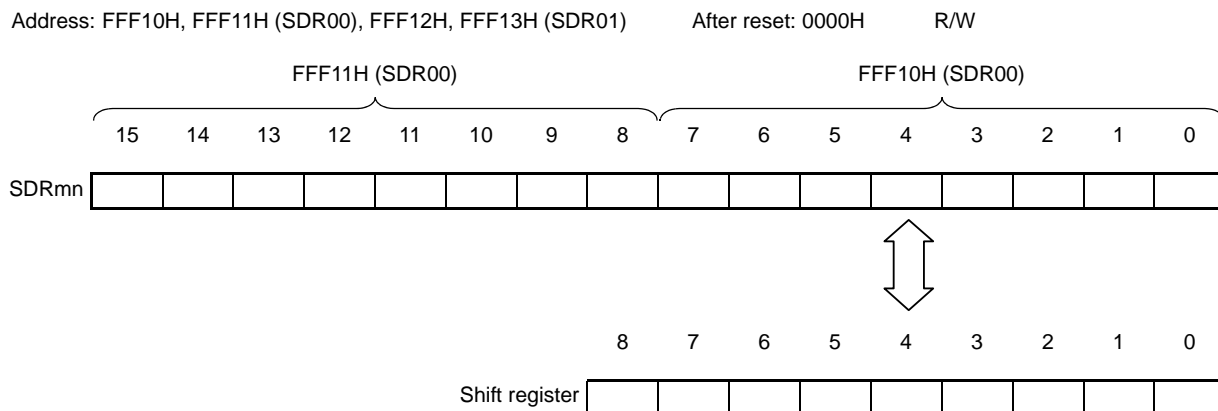 Address: FFF10H, FFF11H (SDR00), FFF12H, FFF13H (SDR01) After reset: 0000H R/W
FFF11H (SDR00) FFF10H (SDR00)
15 14 13 12 11 10 9 8 7 6 5 4 3 2 1 0
SDRmn
8 7 6 5 4 3 2 1 0
Shift register